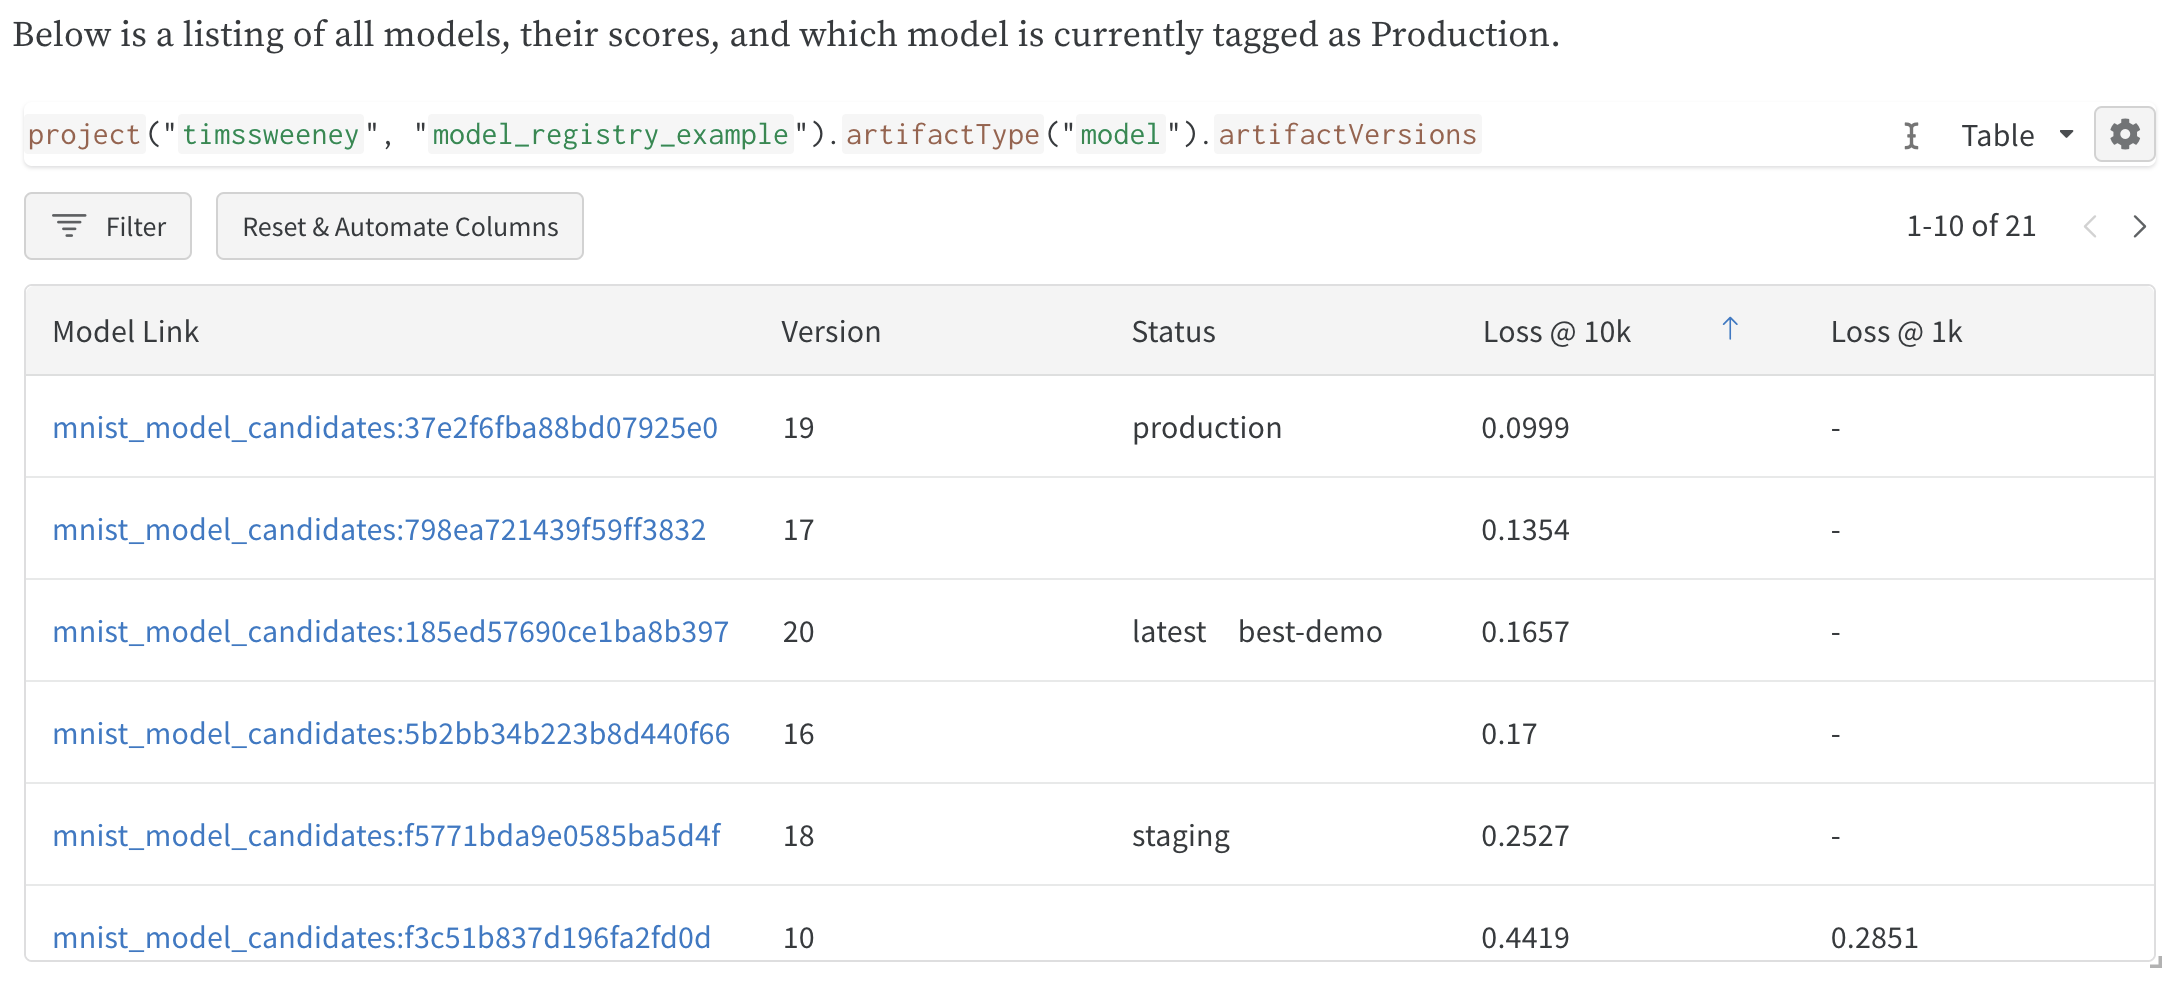 Below is a listing of all models, their scores, and which model is currently tagged as Production.
project("timssweeney", "model_registry_example").artifactType("model").artifactVersions Table
Filter Reset & Automate Columns 1-10 of 21
Model Link Version Status Loss @ 10k Loss @ 1k
mnist_model_candidates:37e2f6fba88bd07925e0 19 production 0.0999 -
mnist_model_candidates:798ea721439f59ff3832 17 0.1354 -
mnist_model_candidates:185ed57690ce1ba8b397 20 latest best-demo 0.1657 -
mnist_model_candidates:5b2bb34b223b8d440f66 16 0.17 -
mnist_model_candidates:f5771bda9e0585ba5d4f 18 staging 0.2527 -
mnist_model_candidates:f3c51b837d196fa2fd0d 10 0.4419 0.2851